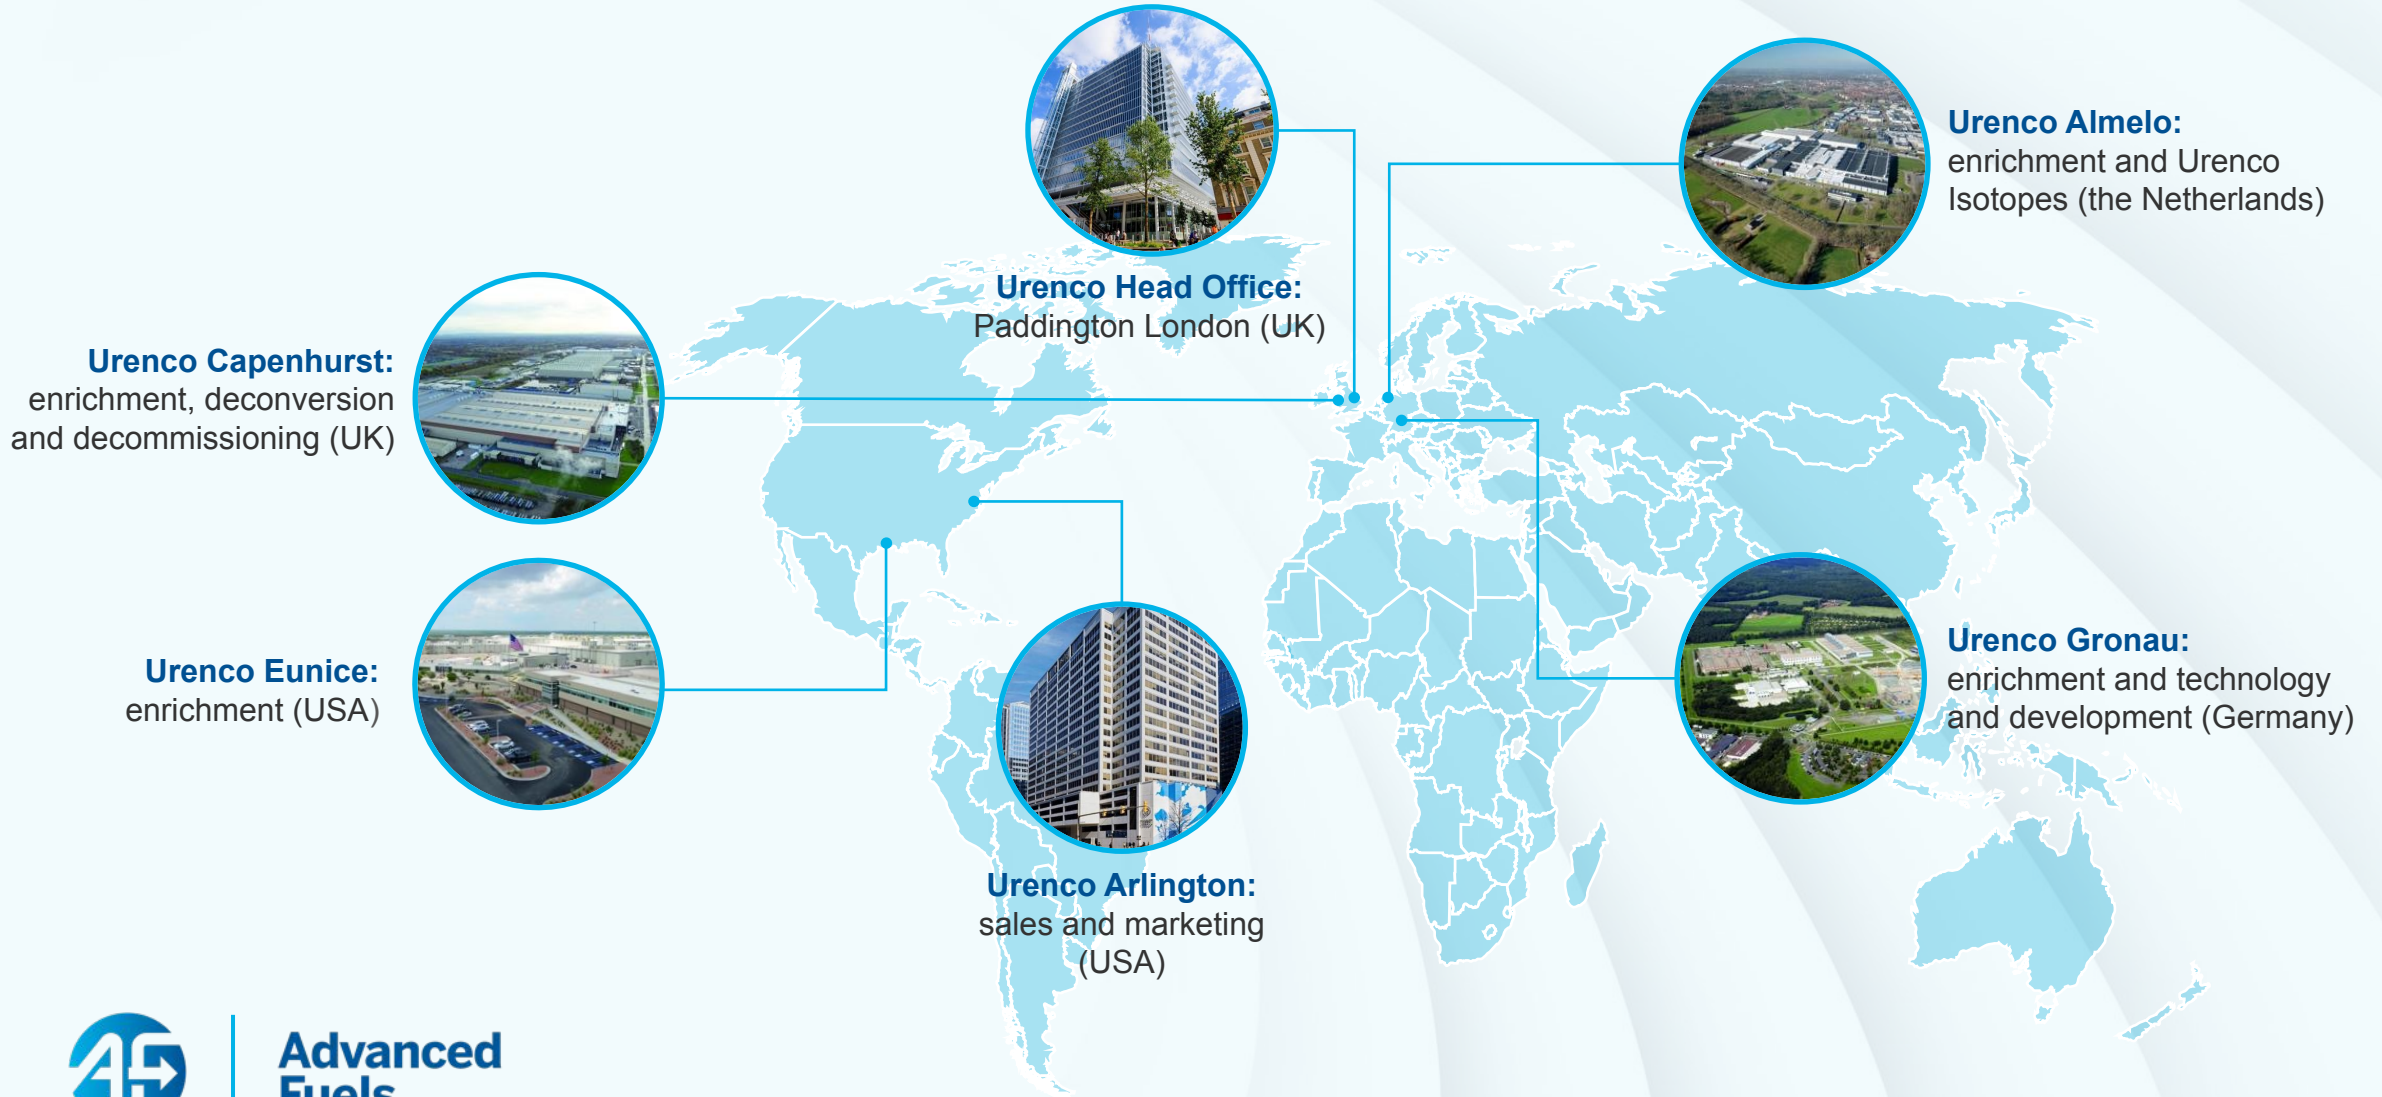 Urenco Head Office:
Paddington London (UK)
Urenco Almelo:
enrichment and Urenco
Isotopes (the Netherlands)
Urenco Capenhurst:
enrichment, deconversion
and decommissioning (UK)
Urenco Eunice:
enrichment (USA)
Urenco Arlington:
sales and marketing
(USA)
Urenco Gronau:
enrichment and technology
and development (Germany)
Advanced
Fuels